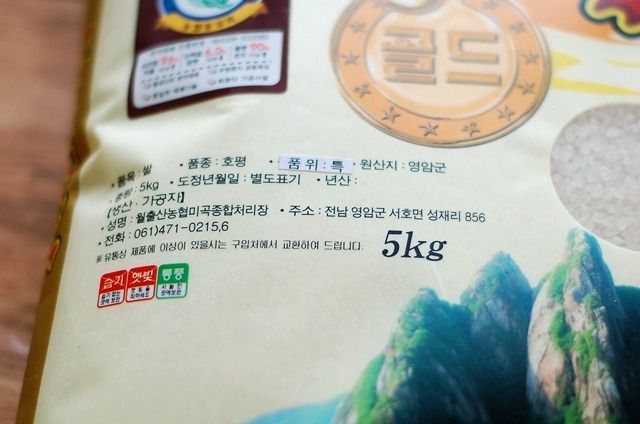 골드
• 품목 : 쌀 • 품종 : 호평 • 품 위 : 특 • 원산지 : 영암군
• 중량 : 5kg • 도정년월일 : 별도표기 • 년산 :
[생산 · 가공자]
• 성명 : 월출산농협미곡종합처리장 • 주소 : 전남 영암군 서호면 성재리 856
• 전화 : 061)471-0215,6
※ 유통상 제품에 이상이 있을시는 구입처에서 교환하여 드립니다.
5kg
습기 햇빛 통풍